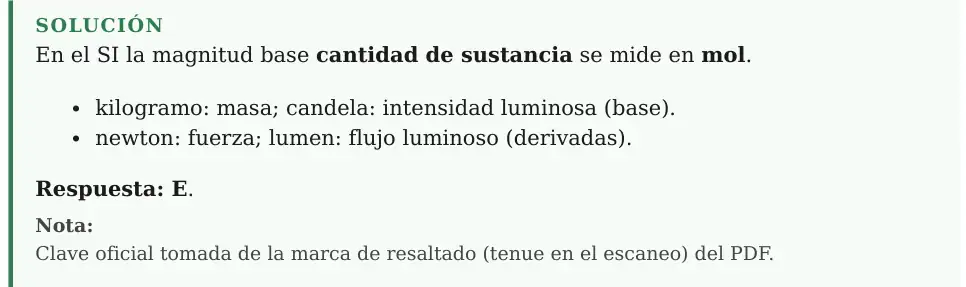 SOLUCIÓN
En el SI la magnitud base cantidad de sustancia se mide en mol.
• kilogramo: masa; candela: intensidad luminosa (base).
• newton: fuerza; lumen: flujo luminoso (derivadas).
Respuesta: E.
Nota:
Clave oficial tomada de la marca de resaltado (tenue en el escaneo) del PDF.